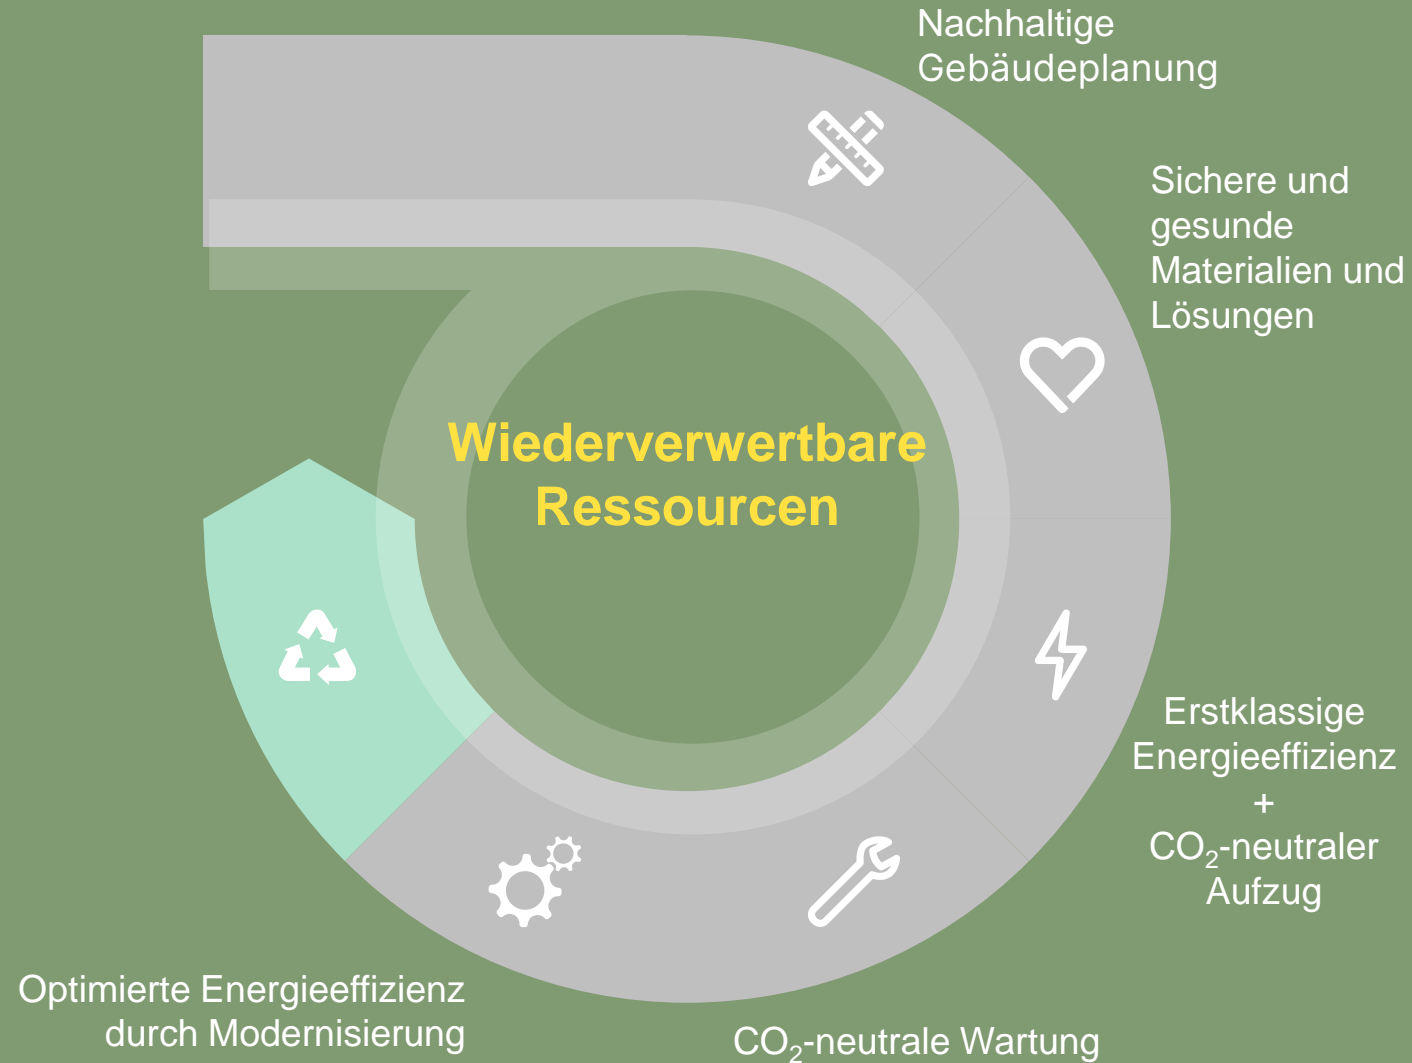 Nachhaltige
Gebäudeplanung
Sichere und
gesunde
Materialien und
Lösungen
Wiederverwertbare
Ressourcen
Erstklassige
Energieeffizienz
+
CO₂-neutraler
Aufzug
Optimierte Energieeffizienz
durch Modernisierung
CO₂-neutrale Wartung